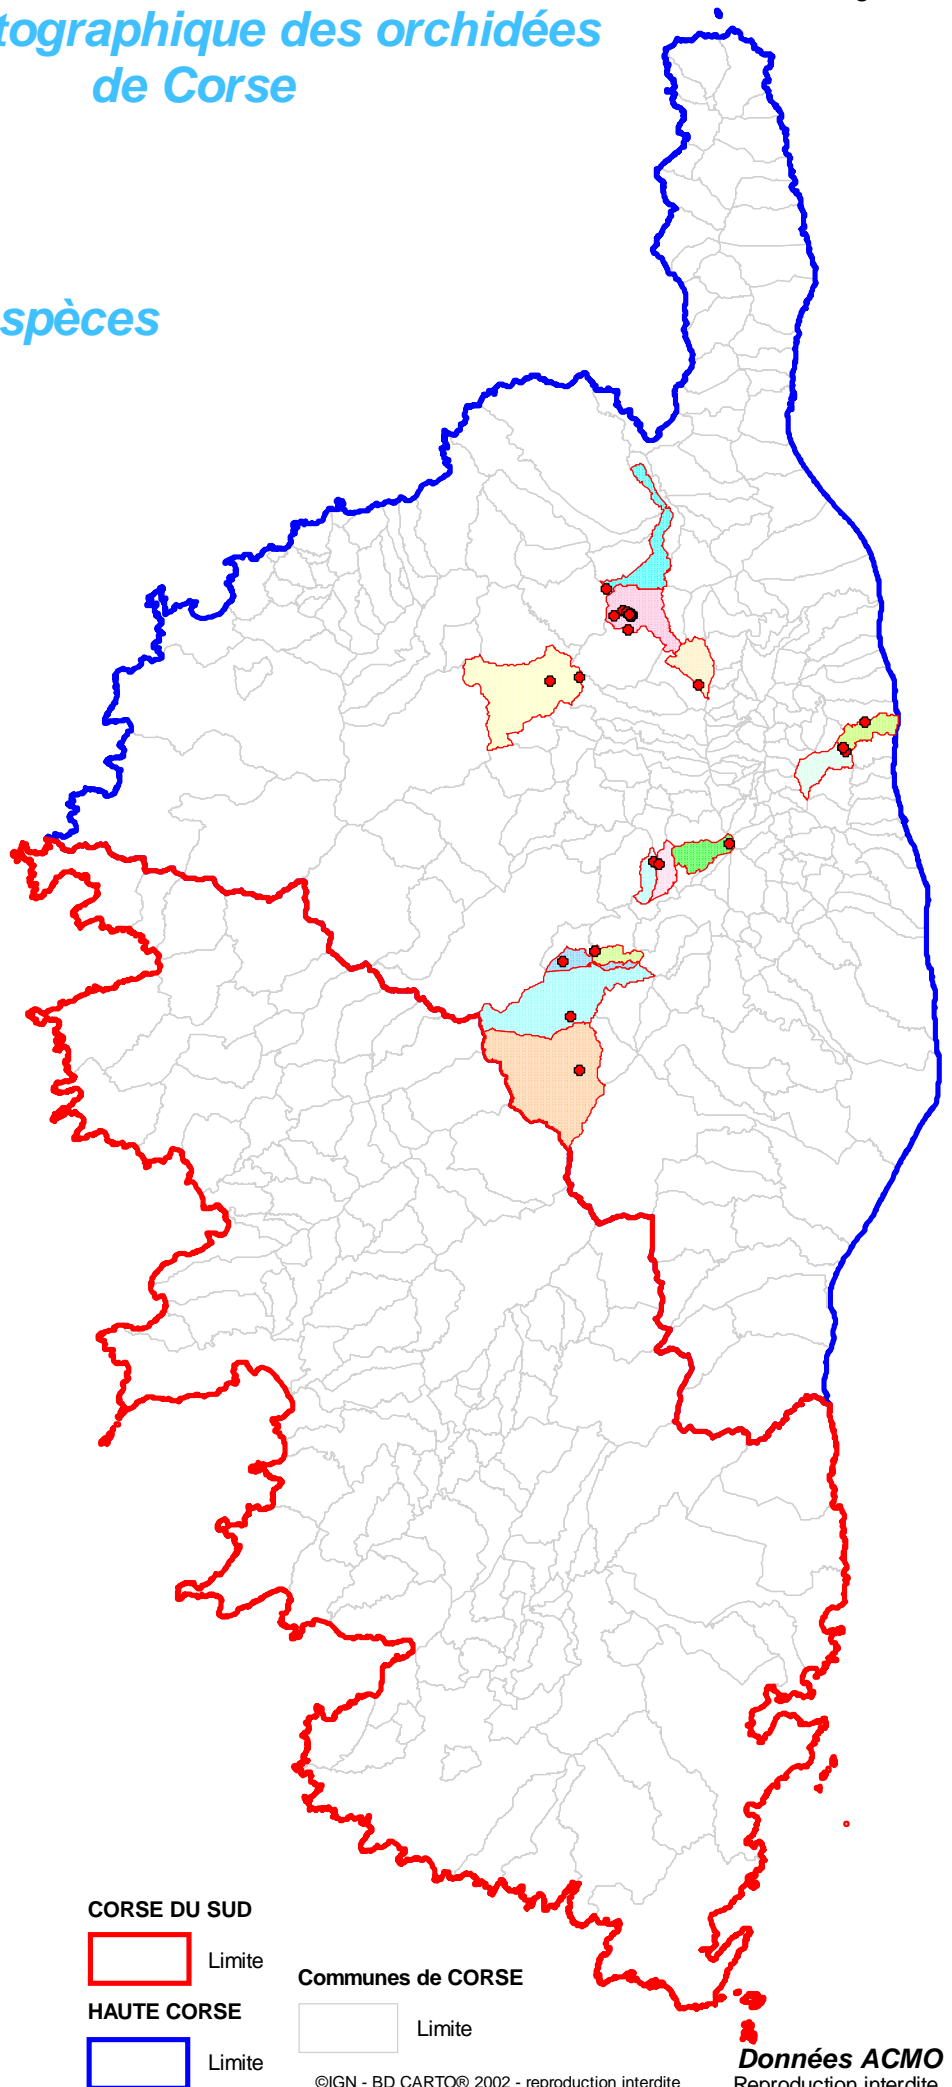 tographique des orchidées
de Corse
spèces
CORSE DU SUD
Limite
Communes de CORSE
HAUTE CORSE
Limite
Limite
Données ACMO
©IGN - BD CARTO® 2002 - reproduction interdite
Reproduction interdite